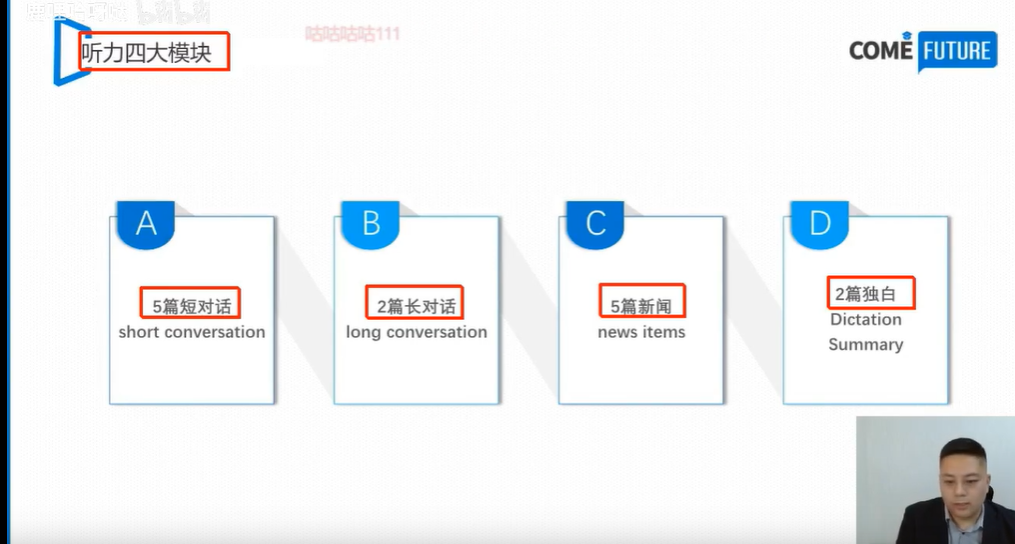 咕咕咕咕111
听力四大模块
COME FUTURE
A
5篇短对话
short conversation
B
2篇长对话
long conversation
C
5篇新闻
news items
D
2篇独白
Dictation
Summary